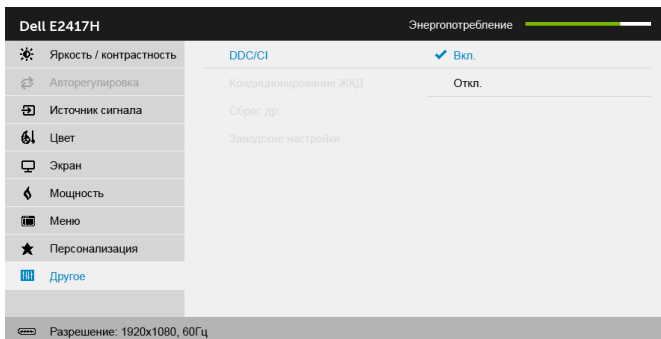 Dell E2417H
Энергопотребление
Яркость / контрастность
DDC/CI
Вкл.
Авторегулировка
Кондиционирование ЖКД
Откл.
Источник сигнала
Сброс др.
Цвет
Заводские настройки
Экран
Мощность
Меню
Персонализация
Другое
Разрешение: 1920x1080, 60Гц